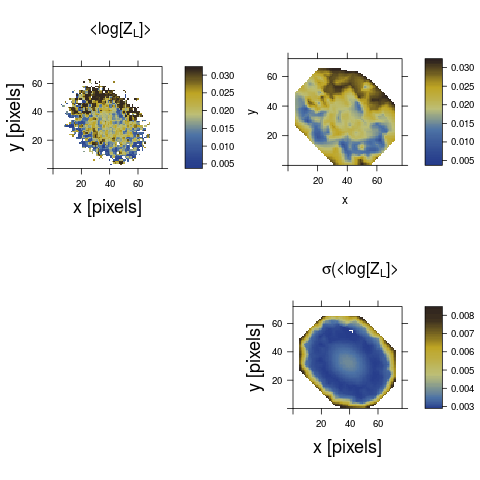 <log[Z_L]>
60
40
20
20 40 60
x [pixels]
y [pixels]
0.030
0.025
0.020
0.015
0.010
0.005
60
40
20
20 40 60
x
y
0.030
0.025
0.020
0.015
0.010
0.005
σ(<log[Z_L]>
60
40
20
20 40 60
x [pixels]
y [pixels]
0.008
0.007
0.006
0.005
0.004
0.003